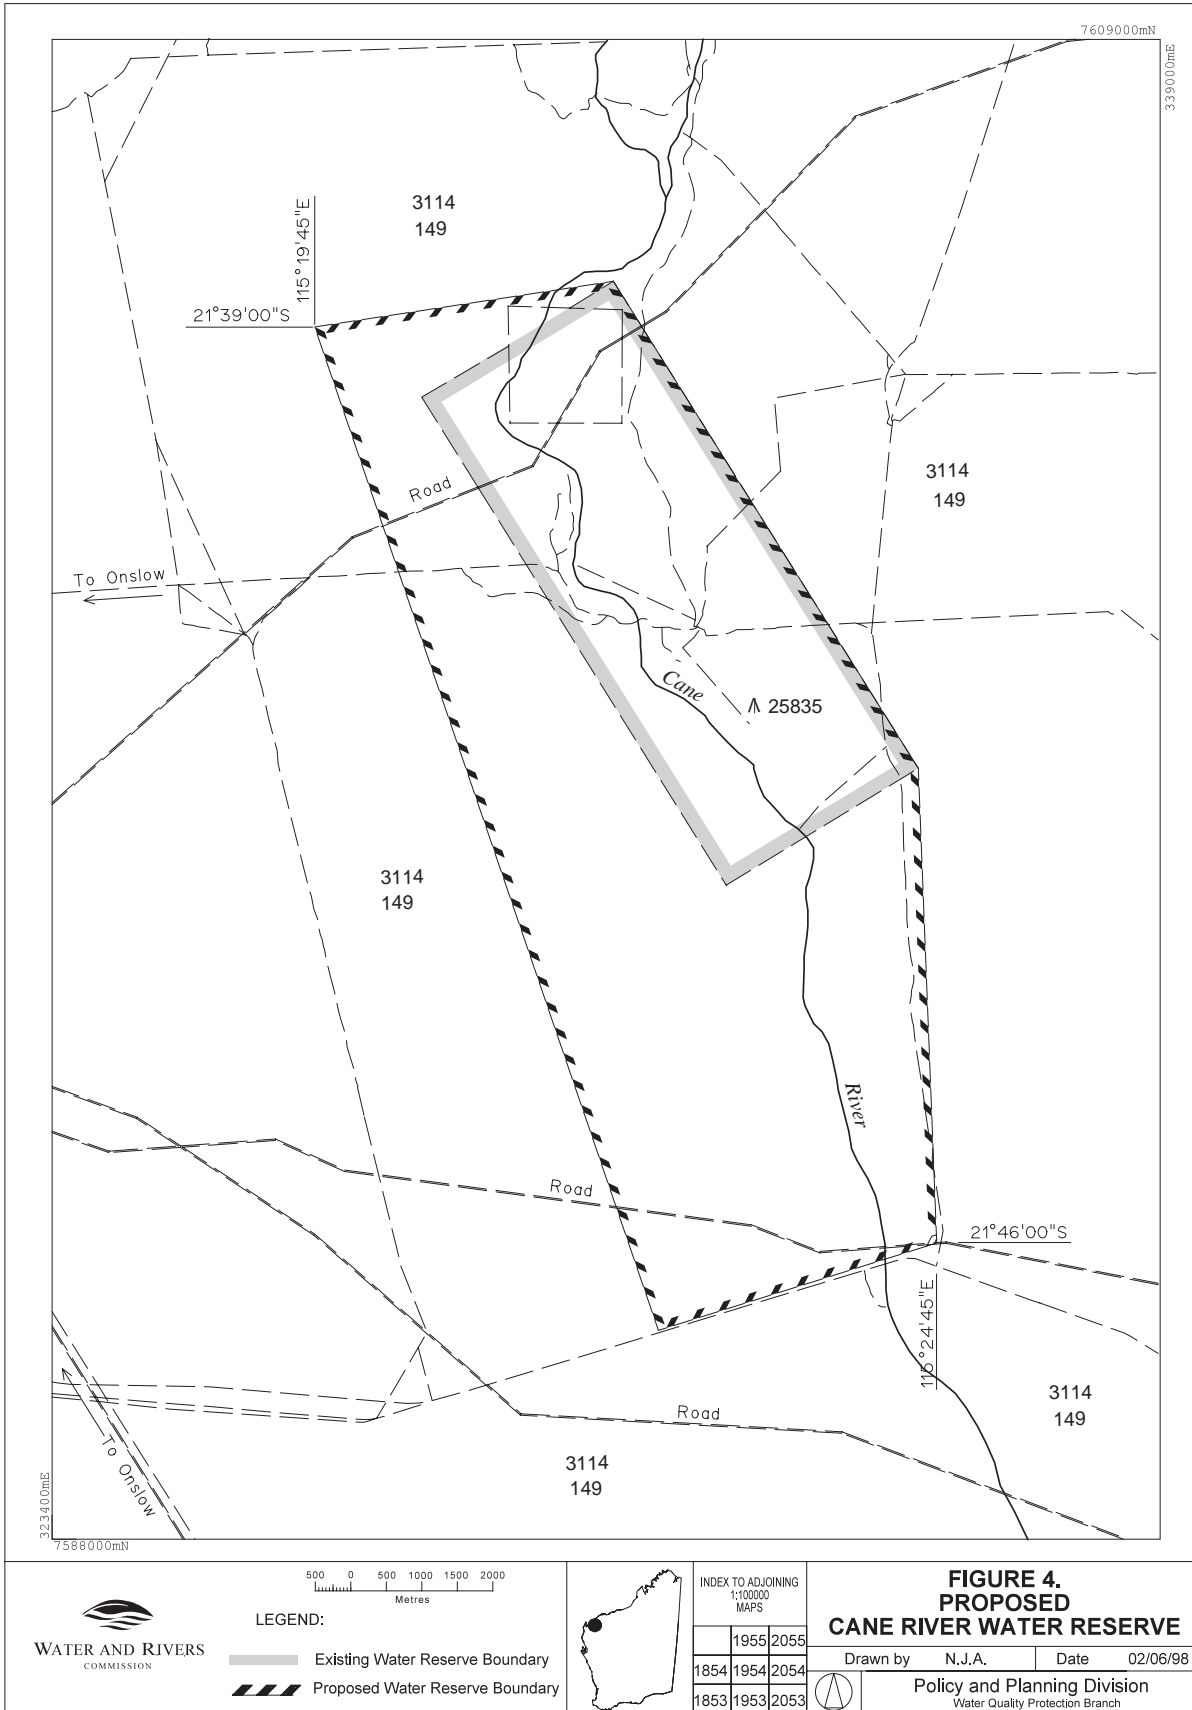 7609000mN
339000mE
3114
149
115°19'45"E
21°39'00"S
3114
149
Road
To Onslow
Cane
25835
3114
149
River
Road
21°46'00"S
115°24'45"E
3114
149
Road
To Onslow
3114
149
323400mE
7588000mN
500 0 500 1000 1500 2000
Metres
LEGEND:
Existing Water Reserve Boundary
Proposed Water Reserve Boundary
WATER AND RIVERS
COMMISSION
INDEX TO ADJOINING
1:100000
MAPS
1955 2055
1854 1954 2054
1853 1953 2053
FIGURE 4.
PROPOSED
CANE RIVER WATER RESERVE
Drawn by N.J.A. Date 02/06/98
Policy and Planning Division
Water Quality Protection Branch